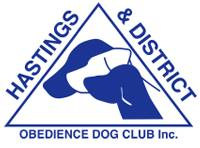 HASTINGS & DISTRICT
OBEDIENCE DOG CLUB Inc.